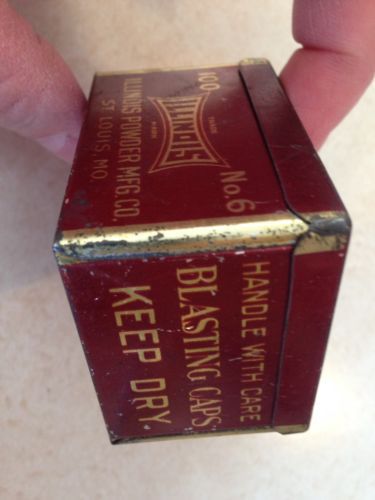 100
TRADE
MARK
No. 6
ILLINOIS POWDER MFG. CO.
ST. LOUIS, MO.
HANDLE WITH CARE
BLASTING CAPS
KEEP DRY.